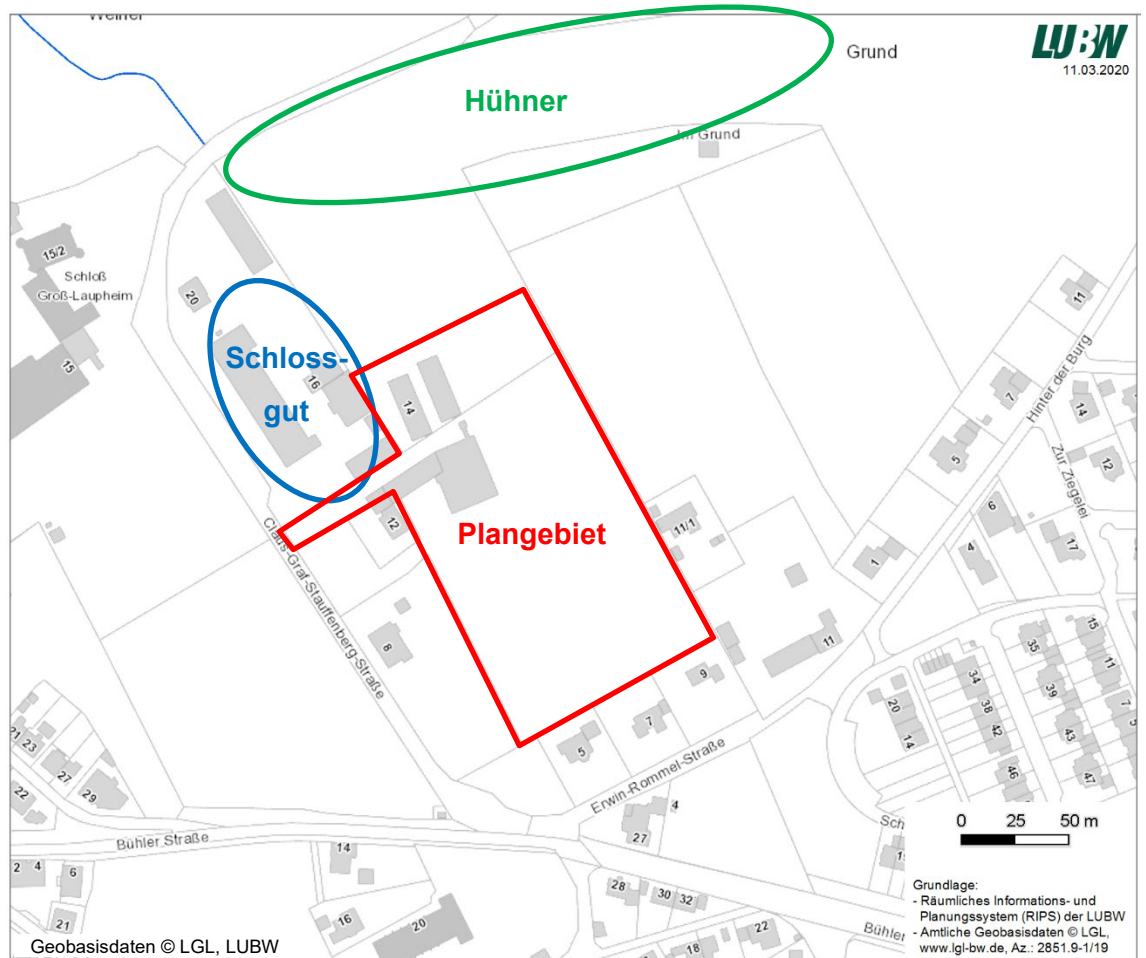 Weiher
Hühner
Grund
LUBW
11.03.2020
Im Grund
15/2
Schloß
Groß-Laupheim
20
15
Schloss-
gut
16
14
12
Plangebiet
11/1
11
7
5
1
Hinter der Burg
Zur Ziegelei
14
12
6
4
17
Claus-Graf-Stauffenberg-Straße
8
9
11
7
5
Erwin-Rommel-Straße
4
27
35
15
11
7
5
34
38
39
42
43
46
47
20
14
21
23
27
29
22
Bühler Straße
2
4
6
21
14
16
20
28
30
32
18
22
Sch
19
Bühler
0 25 50 m
Grundlage:
- Räumliches Informations- und
Planungssystem (RIPS) der LUBW
- Amtliche Geobasisdaten © LGL,
www.lgl-bw.de, Az.: 2851.9-1/19
Geobasisdaten © LGL, LUBW